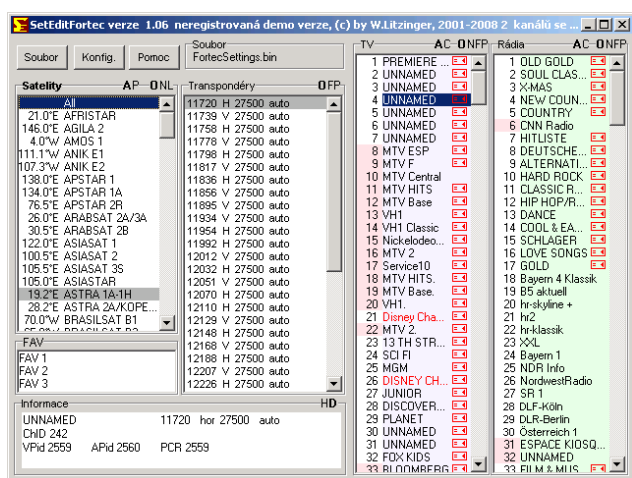 SetEditFortec verze 1.06 neregistrovaná demo verze, (c) by W.Litzinger, 2001-2008 2 kanálů se ...
Soubor Konfig. Pomoc
Soubor
FortecSettings.bin
Satelity AP ONL
All
21.0°E AFRISTAR
146.0°E AGILA 2
4.0°W AMOS 1
111.1°W ANIK E1
107.3°W ANIK E2
138.0°E APSTAR 1
134.0°E APSTAR 1A
76.5°E APSTAR 2R
26.0°E ARABSAT 2A/3A
30.5°E ARABSAT 2B
122.0°E ASIASAT 1
100.5°E ASIASAT 2
105.5°E ASIASAT 3S
105.0°E ASIASTAR
19.2°E ASTRA 1A-1H
28.2°E ASTRA 2A/KOPE...
70.0°W BRASILSAT B1
65.0°W BRASILSAT B2
FAV
FAV 1
FAV 2
FAV 3
Transpondéry OFP
11720 H 27500 auto
11739 V 27500 auto
11758 H 27500 auto
11778 V 27500 auto
11798 H 27500 auto
11817 V 27500 auto
11836 H 27500 auto
11856 V 27500 auto
11895 V 27500 auto
11934 V 27500 auto
11954 H 27500 auto
11992 H 27500 auto
12012 V 27500 auto
12032 H 27500 auto
12051 V 27500 auto
12070 H 27500 auto
12110 H 27500 auto
12129 V 27500 auto
12148 H 27500 auto
12168 V 27500 auto
12188 H 27500 auto
12207 V 27500 auto
12226 H 27500 auto
Informace HD
UNNAMED 11720 hor 27500 auto
ChID 242
VPid 2559 APid 2560 PCR 2559
TV AC ONFP
1 PREMIERE ...
2 UNNAMED
3 UNNAMED
4 UNNAMED
5 UNNAMED
6 UNNAMED
7 UNNAMED
8 MTV ESP
9 MTV F
10 MTV Central
11 MTV HITS
12 MTV Base
13 VH1
14 VH1 Classic
15 Nickelodeo...
16 MTV 2
17 Service10
18 MTV HITS.
19 MTV Base.
20 VH1.
21 Disney Cha...
22 MTV 2.
23 13 TH STR...
24 SCI FI
25 MGM
26 DISNEY CH...
27 JUNIOR
28 DISCOVER...
29 PLANET
30 UNNAMED
31 UNNAMED
32 FOX KIDS
33 BLOOMBERG
Rádia AC ONFP
1 OLD GOLD
2 SOUL CLAS...
3 X-MAS
4 NEW COUN...
5 COUNTRY
6 CNN Radio
7 HITLISTE
8 DEUTSCHE...
9 ALTERNATI...
10 HARD ROCK
11 CLASSIC R...
12 HIP HOP/R...
13 DANCE
14 COOL & EA...
15 SCHLAGER
16 LOVE SONGS
17 GOLD
18 Bayern 4 Klassik
19 B5 aktuell
20 hr-skyline +
21 hr2
22 hr-klassik
23 XXL
24 Bayern 1
25 NDR Info
26 NordwestRadio
27 SR 1
28 DLF-Köln
29 DLR-Berlin
30 Österreich 1
31 ESPACE KIOSQ...
32 UNNAMED
33 FILM & MUS...